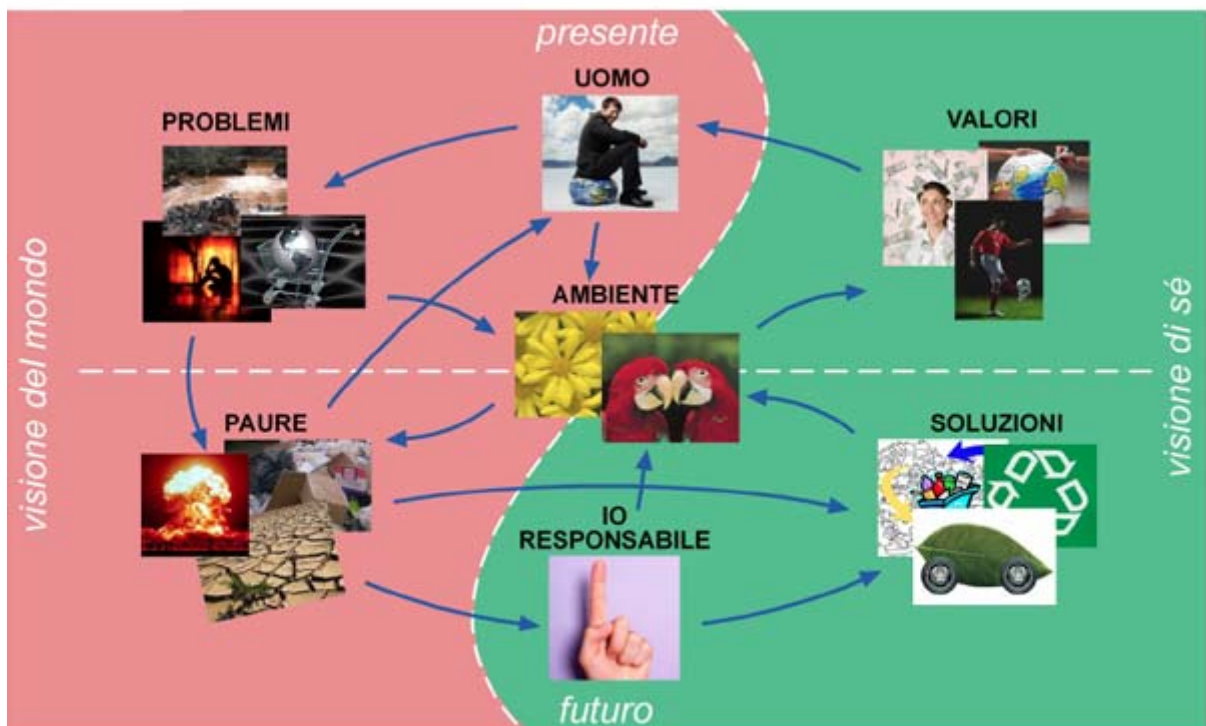 presente
UOMO
PROBLEMI
VALORI
visione del mondo
AMBIENTE
visione di sé
PAURE
SOLUZIONI
IO
RESPONSABILE
futuro